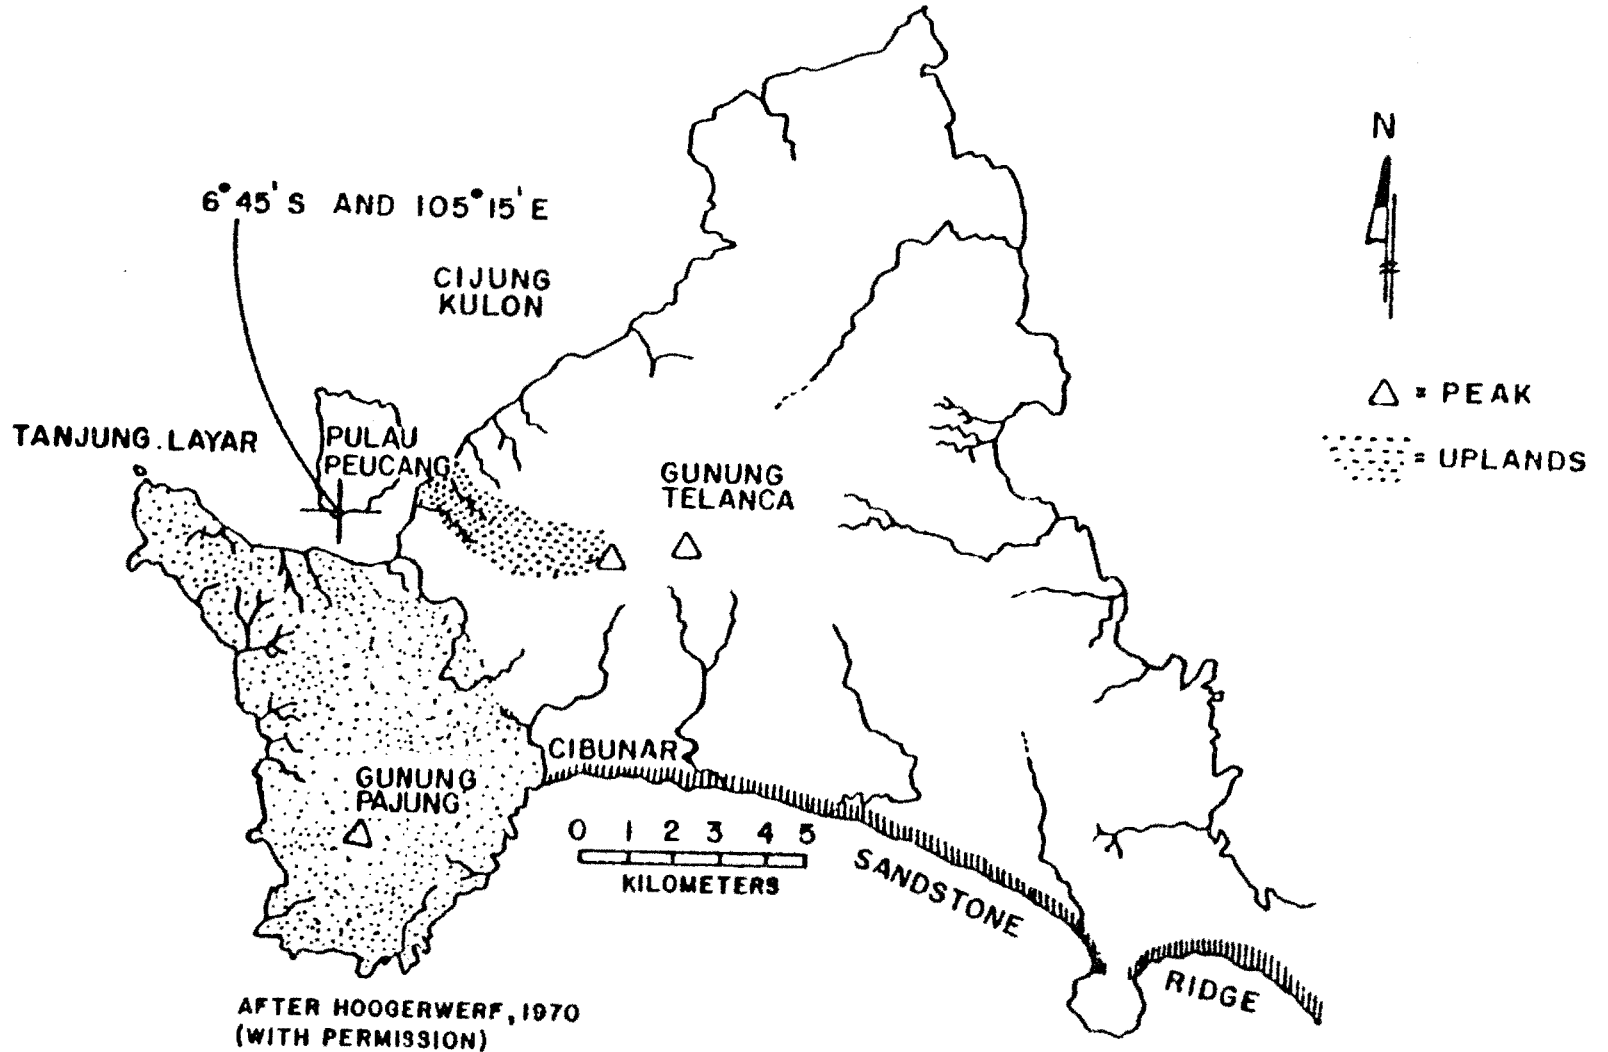 N
6°45'S AND 105°15'E
CIJUNG
KULON
△ = PEAK
TANJUNG. LAYAR
PULAU
PEUCANG
= UPLANDS
GUNUNG
TELANCA
CIBUNAR
GUNUNG
PAJUNG
0 1 2 3 4 5
KILOMETERS
SANDSTONE
RIDGE
AFTER HOOGERWERF, 1970
(WITH PERMISSION)